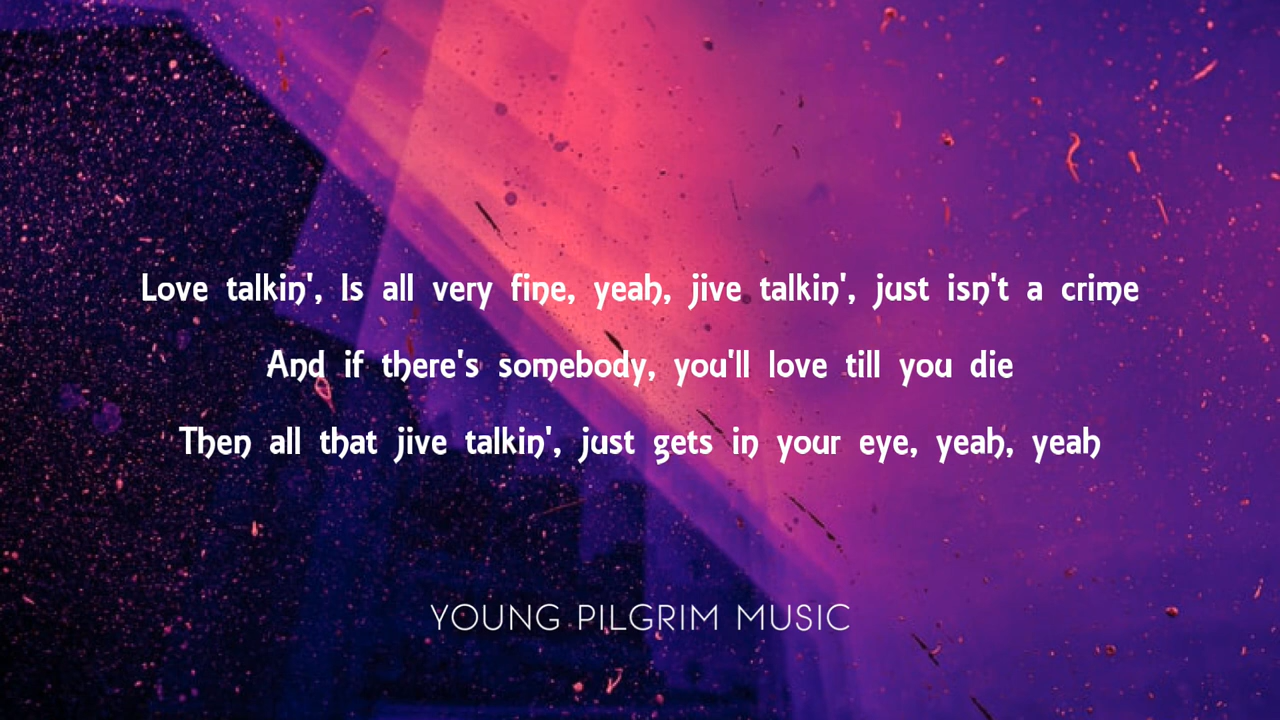 Love talkin', Is all very fine, yeah, jive talkin', just isn't a crime
And if there's somebody, you'll love till you die
Then all that jive talkin', just gets in your eye, yeah, yeah
YOUNG PILGRIM MUSIC